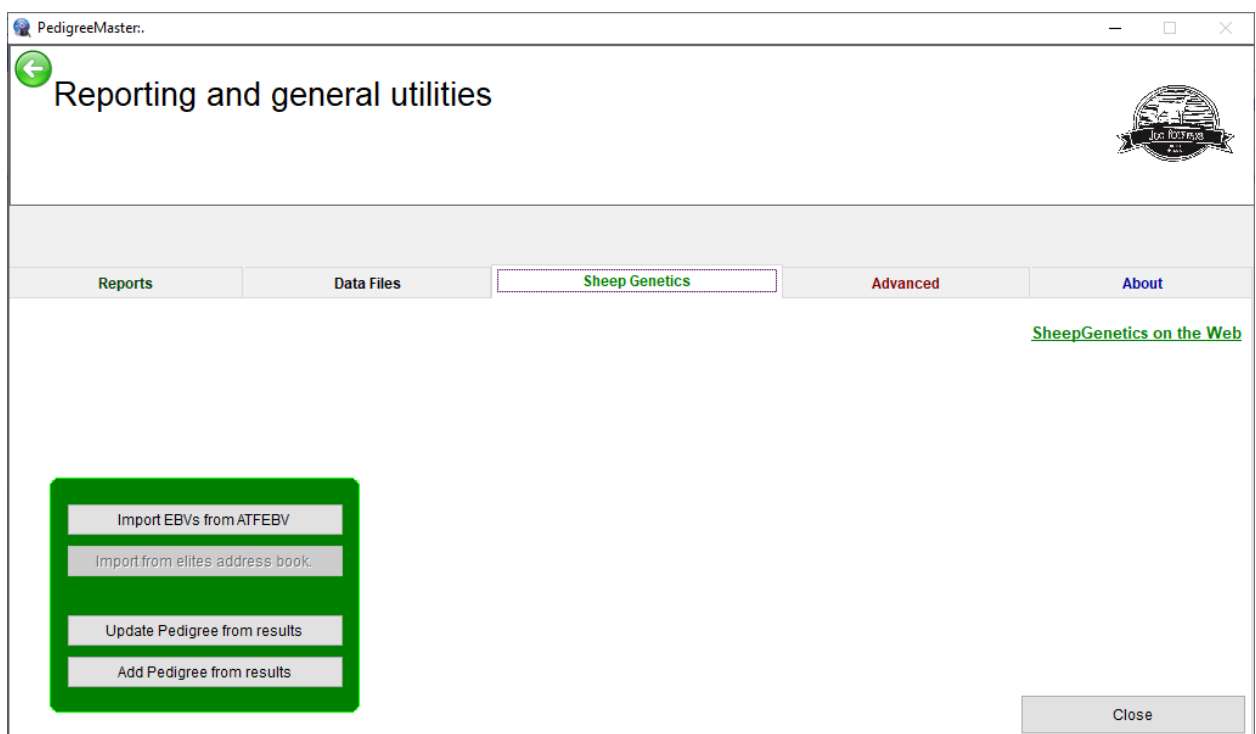 PedigreeMaster:.
Reporting and general utilities
Reports
Data Files
Sheep Genetics
Advanced
About
SheepGenetics on the Web
Import EBVs from ATFEBV
Import from elites address book.
Update Pedigree from results
Add Pedigree from results
Close